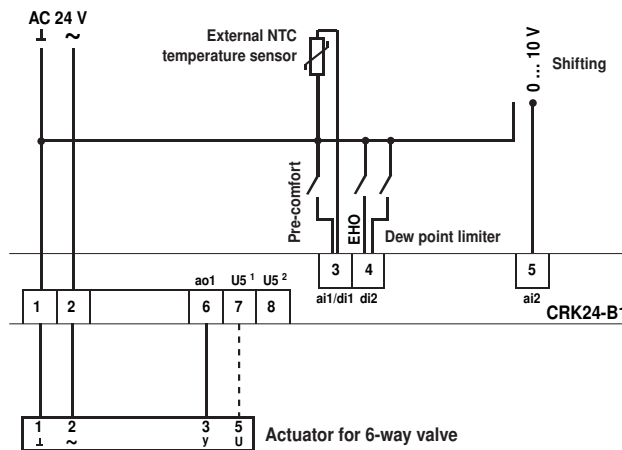 AC 24 V
⊥ ~
External NTC
temperature sensor
0 ... 10 V
Shifting
Pre-comfort
EHO
Dew point limiter
3 4 5
ai1/di1 di2 ai2
ao1 U5 1 U5 2
1 2 6 7 8
CRK24-B1
1 2 3 5
⊥ ~ y U
Actuator for 6-way valve